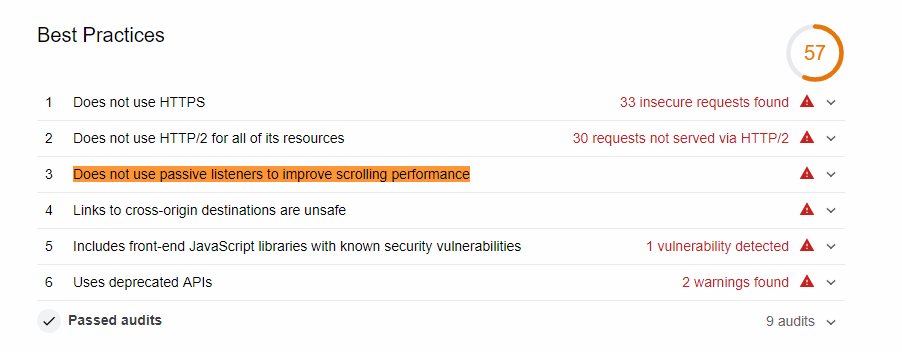 Best Practices
57
1 Does not use HTTPS 33 insecure requests found
2 Does not use HTTP/2 for all of its resources 30 requests not served via HTTP/2
3 Does not use passive listeners to improve scrolling performance
4 Links to cross-origin destinations are unsafe
5 Includes front-end JavaScript libraries with known security vulnerabilities 1 vulnerability detected
6 Uses deprecated APIs 2 warnings found
Passed audits 9 audits